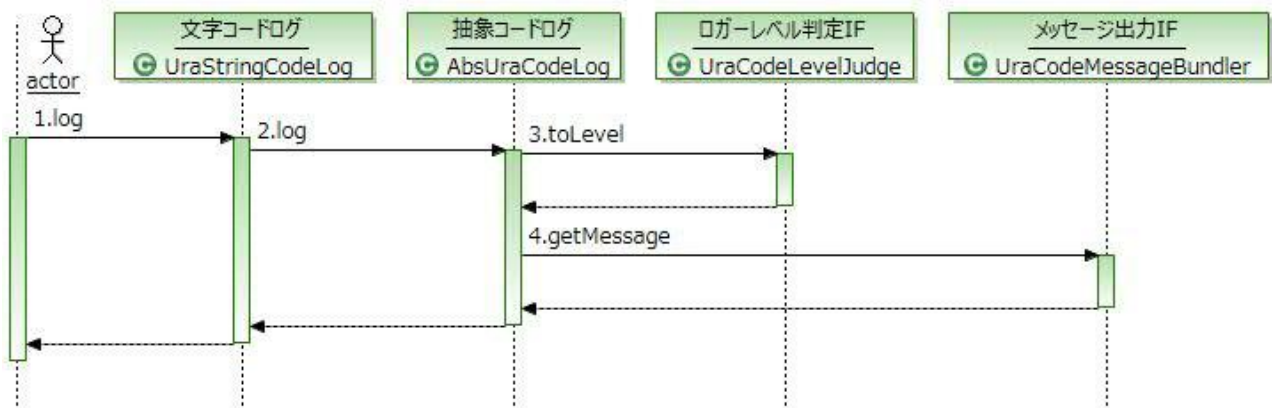 文字コードログ
C UraStringCodeLog
抽象コードログ
C AbsUraCodeLog
ロガーレベル判定IF
C UraCodeLevelJudge
メッセージ出力IF
C UraCodeMessageBundler
actor
1.log
2.log
3.toLevel
4.getMessage